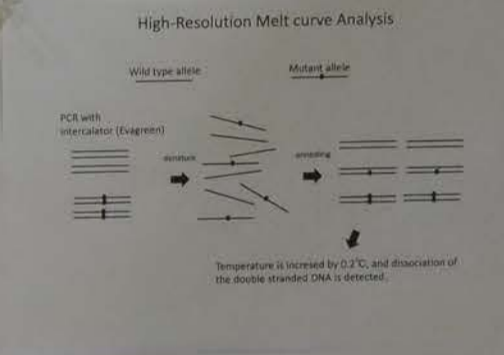 High-Resolution Melt curve Analysis
Wild type allele
Mutant allele
PCR with
intercalator (Evagreen)
denature
annealing
Temperature is incresed by 0.2°C, and dissociation of
the double stranded DNA is detected.